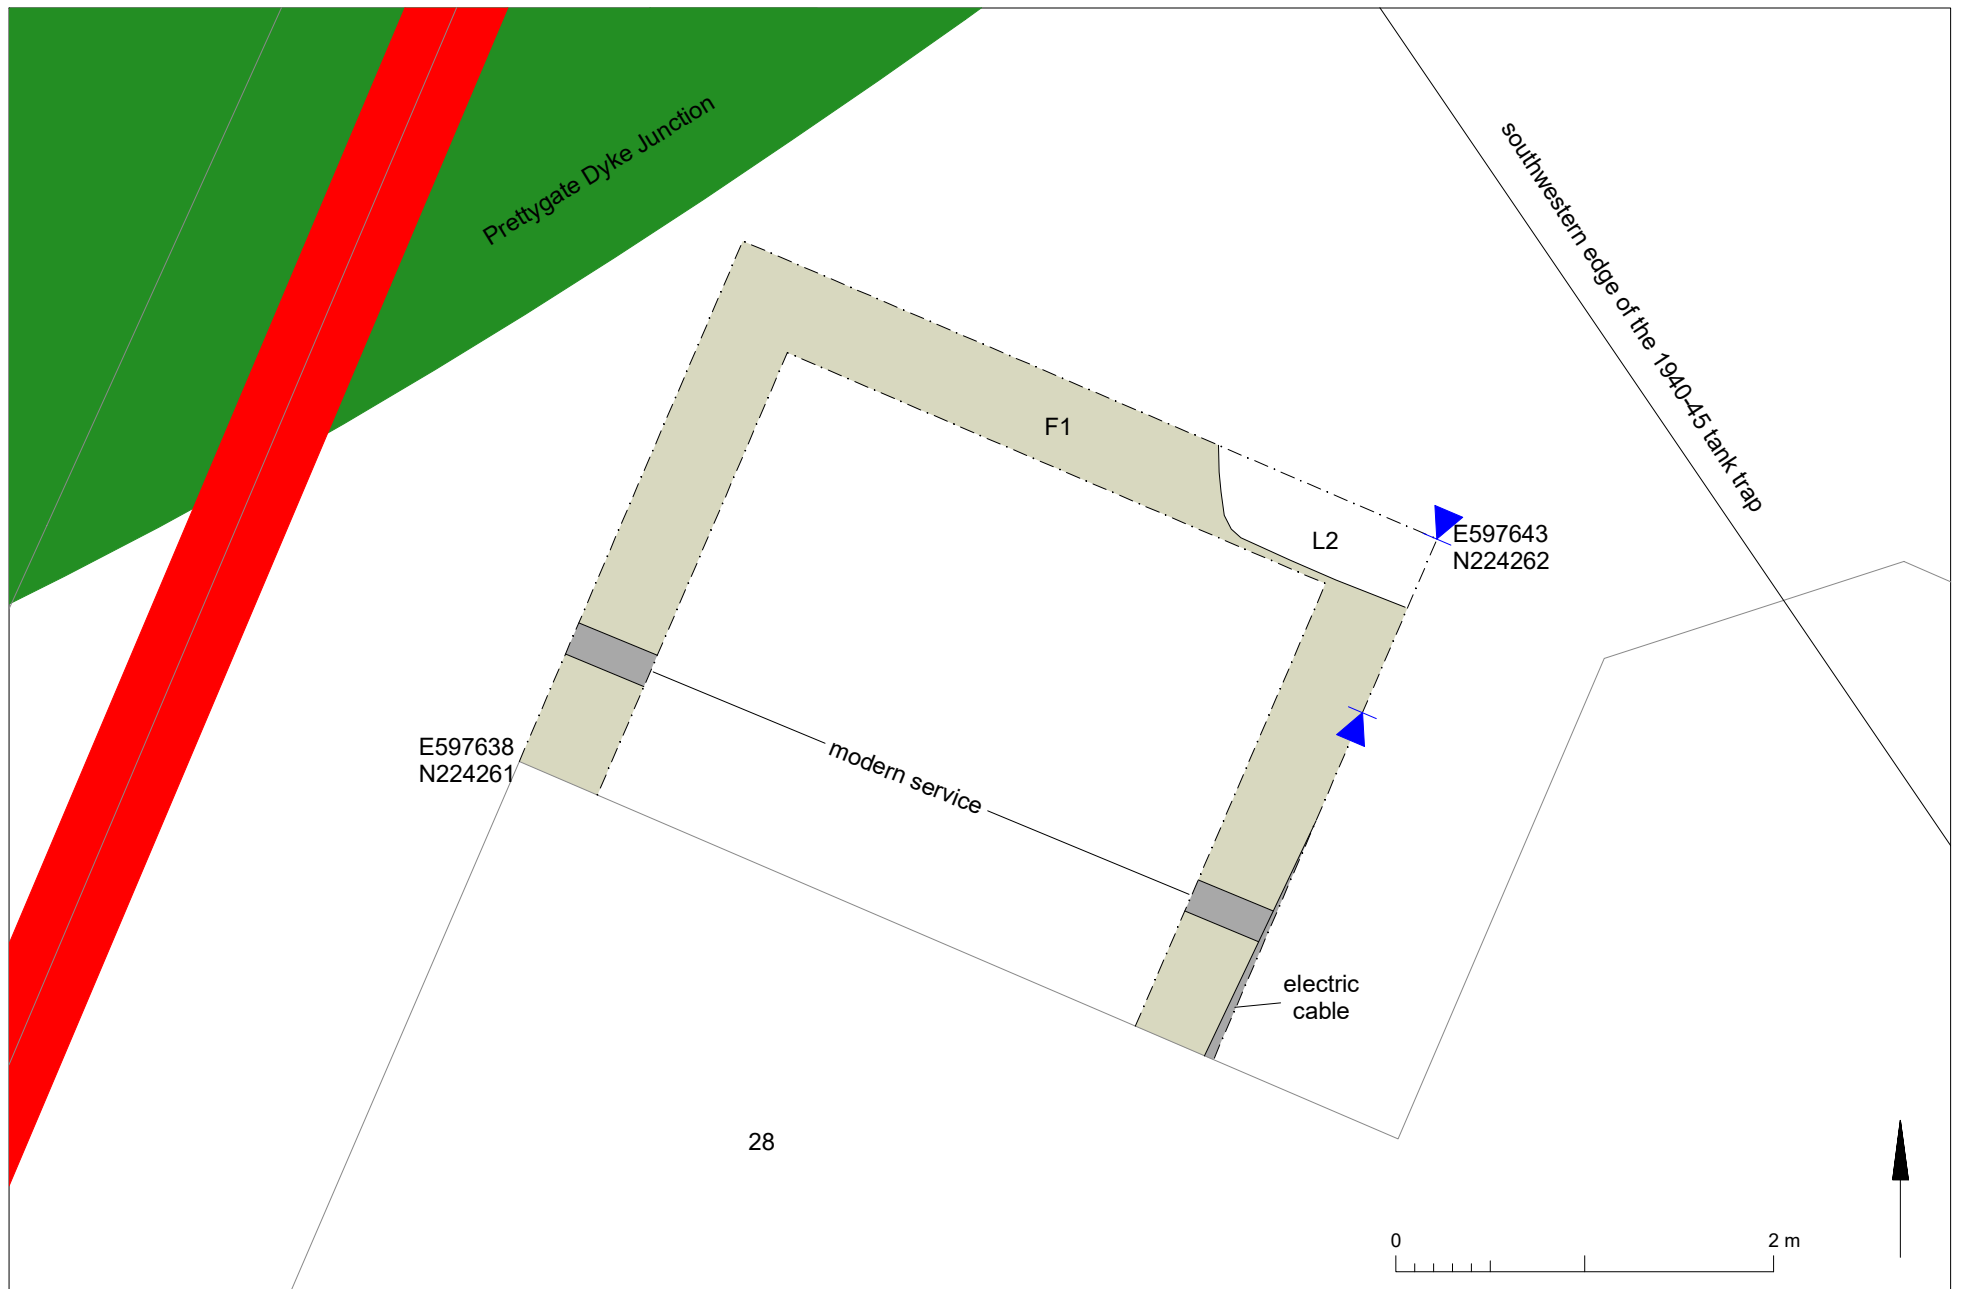 Prettygate Dyke Junction
southwestern edge of the 1940-45 tank trap
F1
L2
E597643
N224262
E597638
N224261
modern service
electric
cable
28
0
2 m